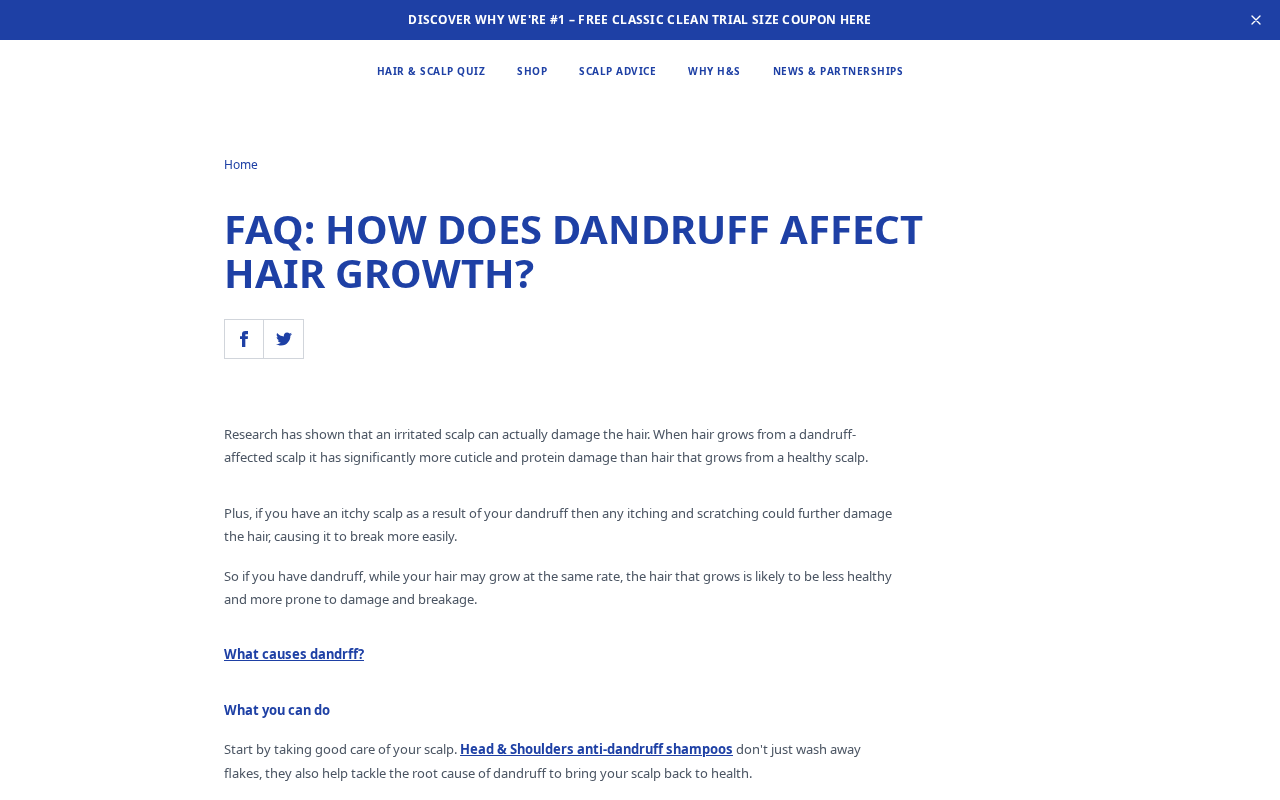 DISCOVER WHY WE'RE #1 – FREE CLASSIC CLEAN TRIAL SIZE COUPON HERE
HAIR & SCALP QUIZ SHOP SCALP ADVICE WHY H&S NEWS & PARTNERSHIPS
Home
FAQ: HOW DOES DANDRUFF AFFECT
HAIR GROWTH?
Research has shown that an irritated scalp can actually damage the hair. When hair grows from a dandruff-
affected scalp it has significantly more cuticle and protein damage than hair that grows from a healthy scalp.
Plus, if you have an itchy scalp as a result of your dandruff then any itching and scratching could further damage
the hair, causing it to break more easily.
So if you have dandruff, while your hair may grow at the same rate, the hair that grows is likely to be less healthy
and more prone to damage and breakage.
What causes dandrff?
What you can do
Start by taking good care of your scalp. Head & Shoulders anti-dandruff shampoos don't just wash away
flakes, they also help tackle the root cause of dandruff to bring your scalp back to health.